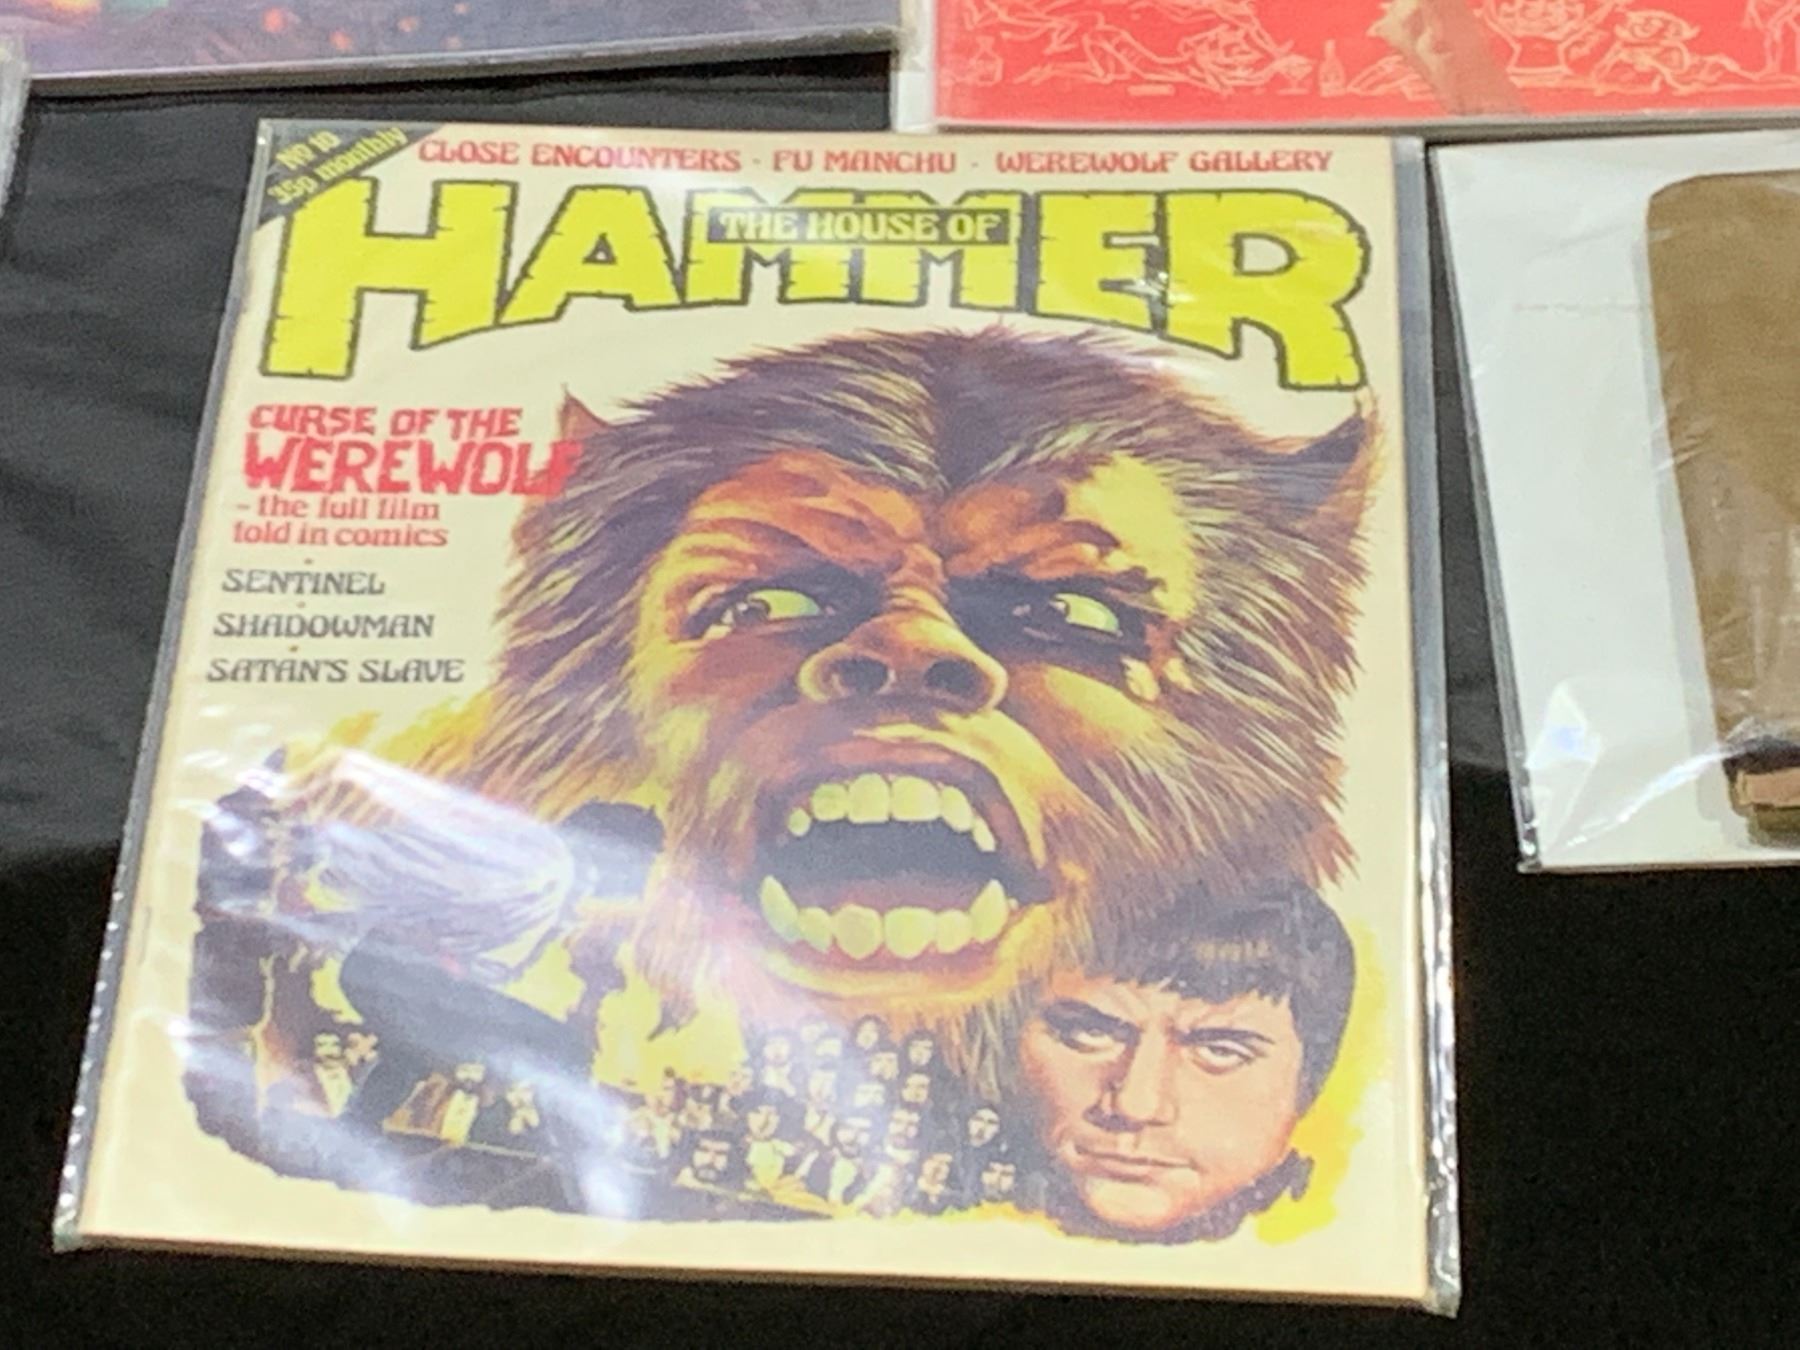 Nº 10
35p monthly
CLOSE ENCOUNTERS · FU MANCHU · WEREWOLF GALLERY
THE HOUSE OF
HAMMER
CURSE OF THE
WEREWOLF
- the full film
told in comics
SENTINEL
SHADOWMAN
SATAN'S SLAVE